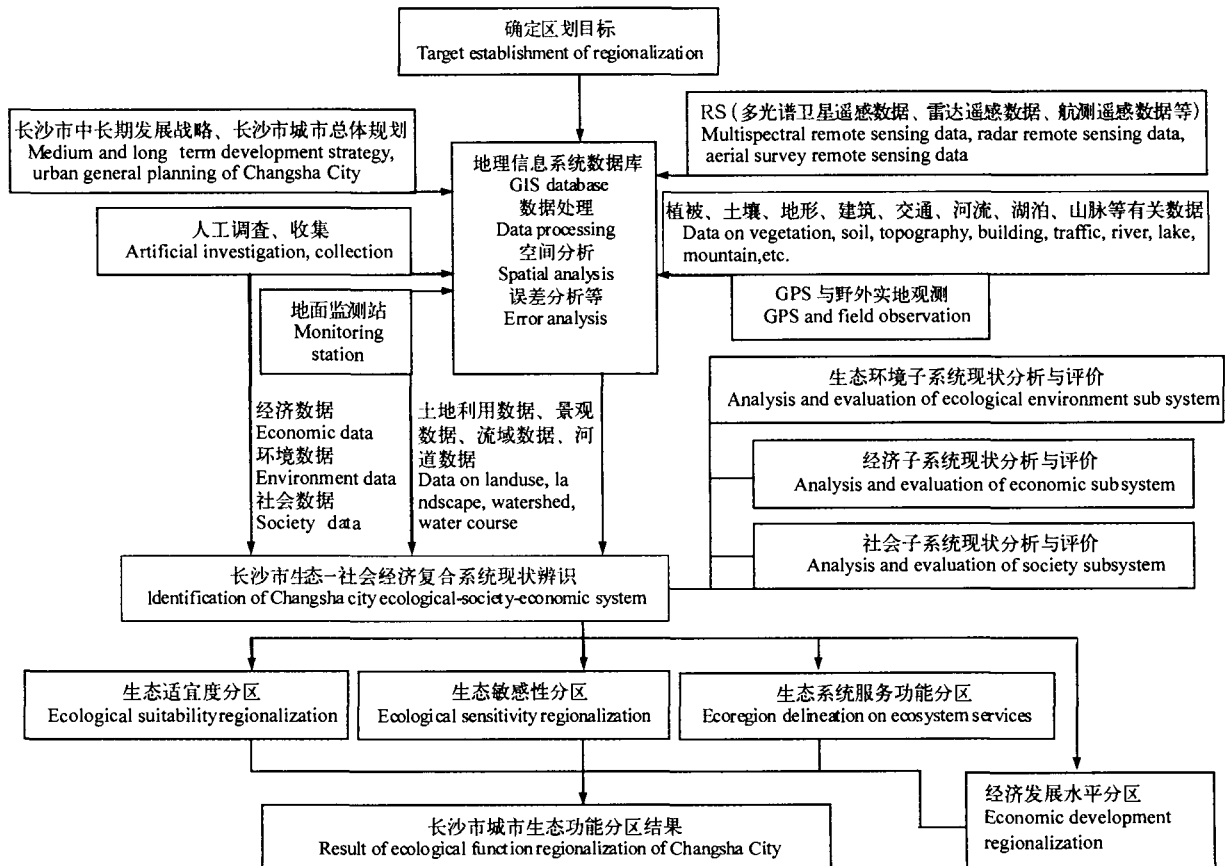 确定区划目标
Target establishment of regionalization
长沙市中长期发展战略、长沙市城市总体规划
Medium and long term development strategy,
urban general planning of Changsha City
人工调查、收集
Artificial investigation, collection
地面监测站
Monitoring
station
地理信息系统数据库
GIS database
数据处理
Data processing
空间分析
Spatial analysis
误差分析等
Error analysis
RS (多光谱卫星遥感数据、雷达遥感数据、航测遥感数据等)
Multispectral remote sensing data, radar remote sensing data,
aerial survey remote sensing data
植被、土壤、地形、建筑、交通、河流、湖泊、山脉等有关数据
Data on vegetation, soil, topography, building, traffic, river, lake,
mountain,etc.
GPS 与野外实地观测
GPS and field observation
经济数据
Economic data
环境数据
Environment data
社会数据
Society data
土地利用数据、景观
数据、流域数据、河
道数据
Data on landuse, la
ndscape, watershed,
water course
生态环境子系统现状分析与评价
Analysis and evaluation of ecological environment sub system
经济子系统现状分析与评价
Analysis and evaluation of economic subsystem
社会子系统现状分析与评价
Analysis and evaluation of society subsystem
长沙市生态-社会经济复合系统现状辨识
Identification of Changsha city ecological-society-economic system
生态适宜度分区
Ecological suitability regionalization
生态敏感性分区
Ecological sensitivity regionalization
生态系统服务功能分区
Ecoregion delineation on ecosystem services
经济发展水平分区
Economic development
regionalization
长沙市城市生态功能分区结果
Result of ecological function regionalization of Changsha City